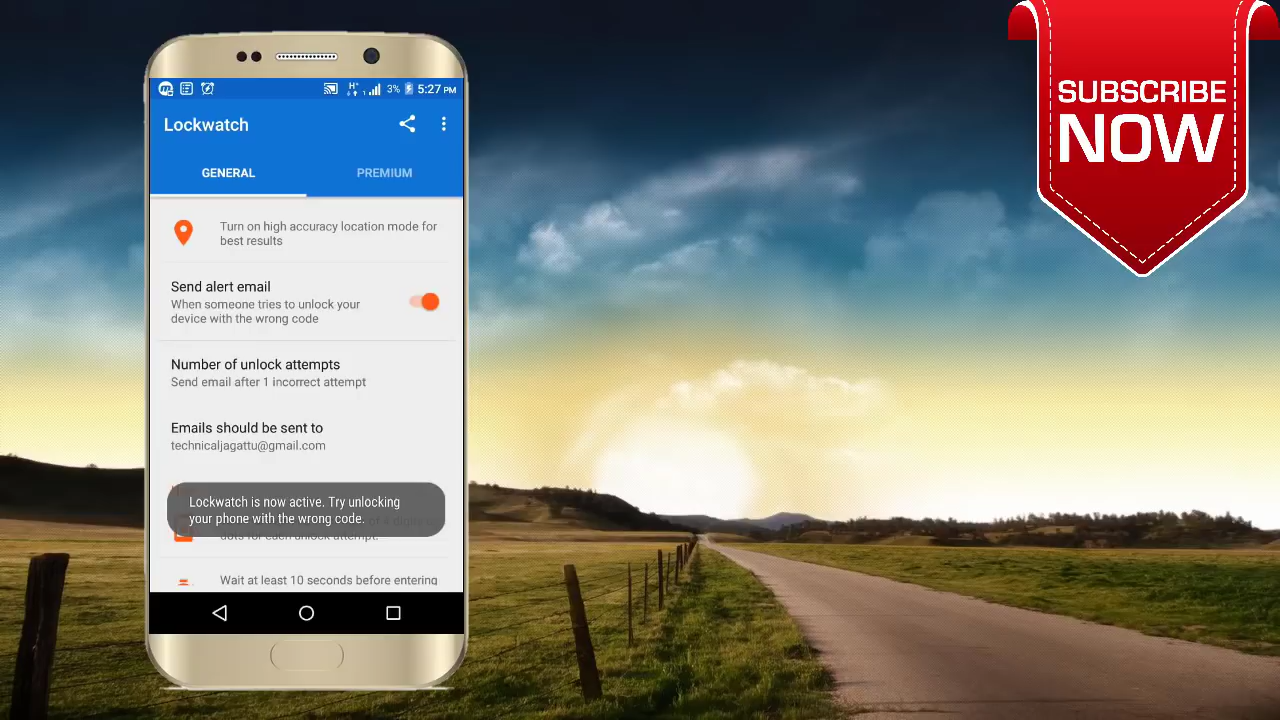 SUBSCRIBE
NOW
3% 5:27 PM
Lockwatch
GENERAL PREMIUM
Turn on high accuracy location mode for
best results
Send alert email
When someone tries to unlock your
device with the wrong code
Number of unlock attempts
Send email after 1 incorrect attempt
Emails should be sent to
technicaljagattu@gmail.com
Lockwatch is now active. Try unlocking
your phone with the wrong code.
dots for each unlock attempt.
Wait at least 10 seconds before entering